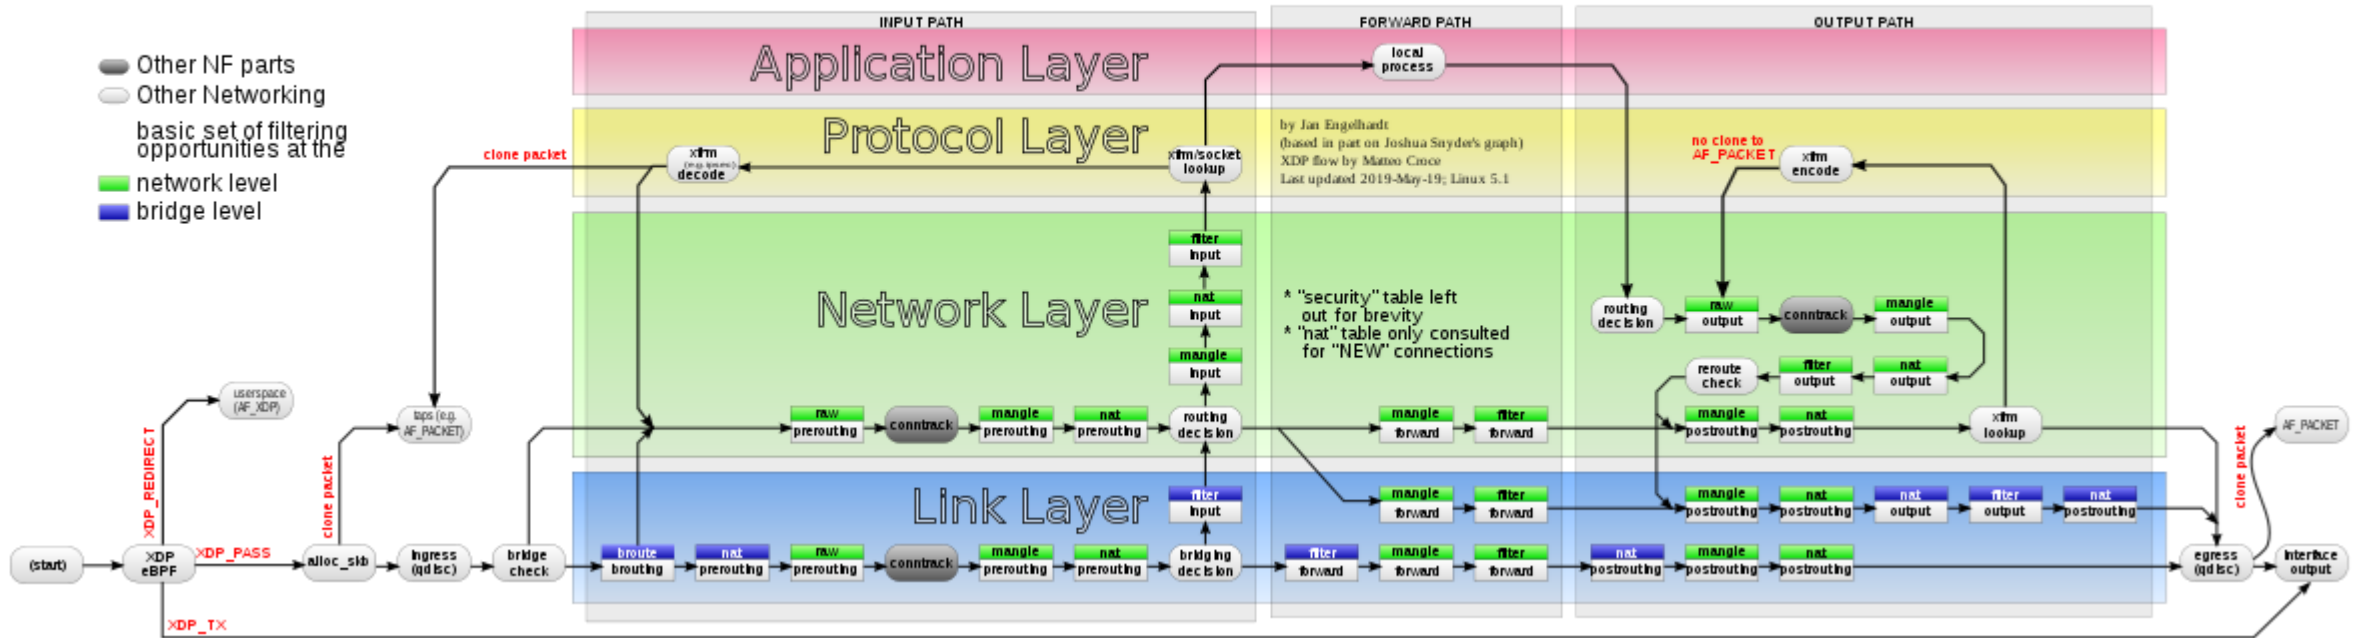 INPUT PATH
FORWARD PATH
OUTPUT PATH
Other NF parts
Other Networking
basic set of filtering
opportunities at the
network level
bridge level
Application Layer
local
process
Protocol Layer
by Jan Engelhardt
(based in part on Joshua Snyder's graph)
XDP flow by Matteo Croce
Last updated 2019-May-19; Linux 5.1
clone packet
xfrm
(e.g. ipsec)
decode
xfrm/socket
lookup
no clone to
AF_PACKET
xfrm
encode
Network Layer
filter
input
nat
input
mangle
input
* "security" table left
out for brevity
* "nat" table only consulted
for "NEW" connections
routing
decision
raw
output
conntrack
mangle
output
reroute
check
filter
output
nat
output
userspace
(AF_XDP)
taps (e.g.
AF_PACKET)
raw
prerouting
conntrack
mangle
prerouting
nat
prerouting
routing
decision
mangle
forward
filter
forward
mangle
postrouting
nat
postrouting
xfrm
lookup
AF_PACKET
XDP_REDIRECT
clone packet
clone packet
Link Layer
filter
input
mangle
forward
filter
forward
mangle
postrouting
nat
postrouting
nat
output
filter
output
nat
postrouting
(start)
XDP
eBPF
XDP_PASS
alloc_skb
ingress
(qdisc)
bridge
check
broute
brouting
nat
prerouting
raw
prerouting
conntrack
mangle
prerouting
nat
prerouting
bridging
decision
filter
forward
mangle
forward
filter
forward
nat
postrouting
mangle
postrouting
nat
postrouting
egress
(qdisc)
interface
output
XDP_TX